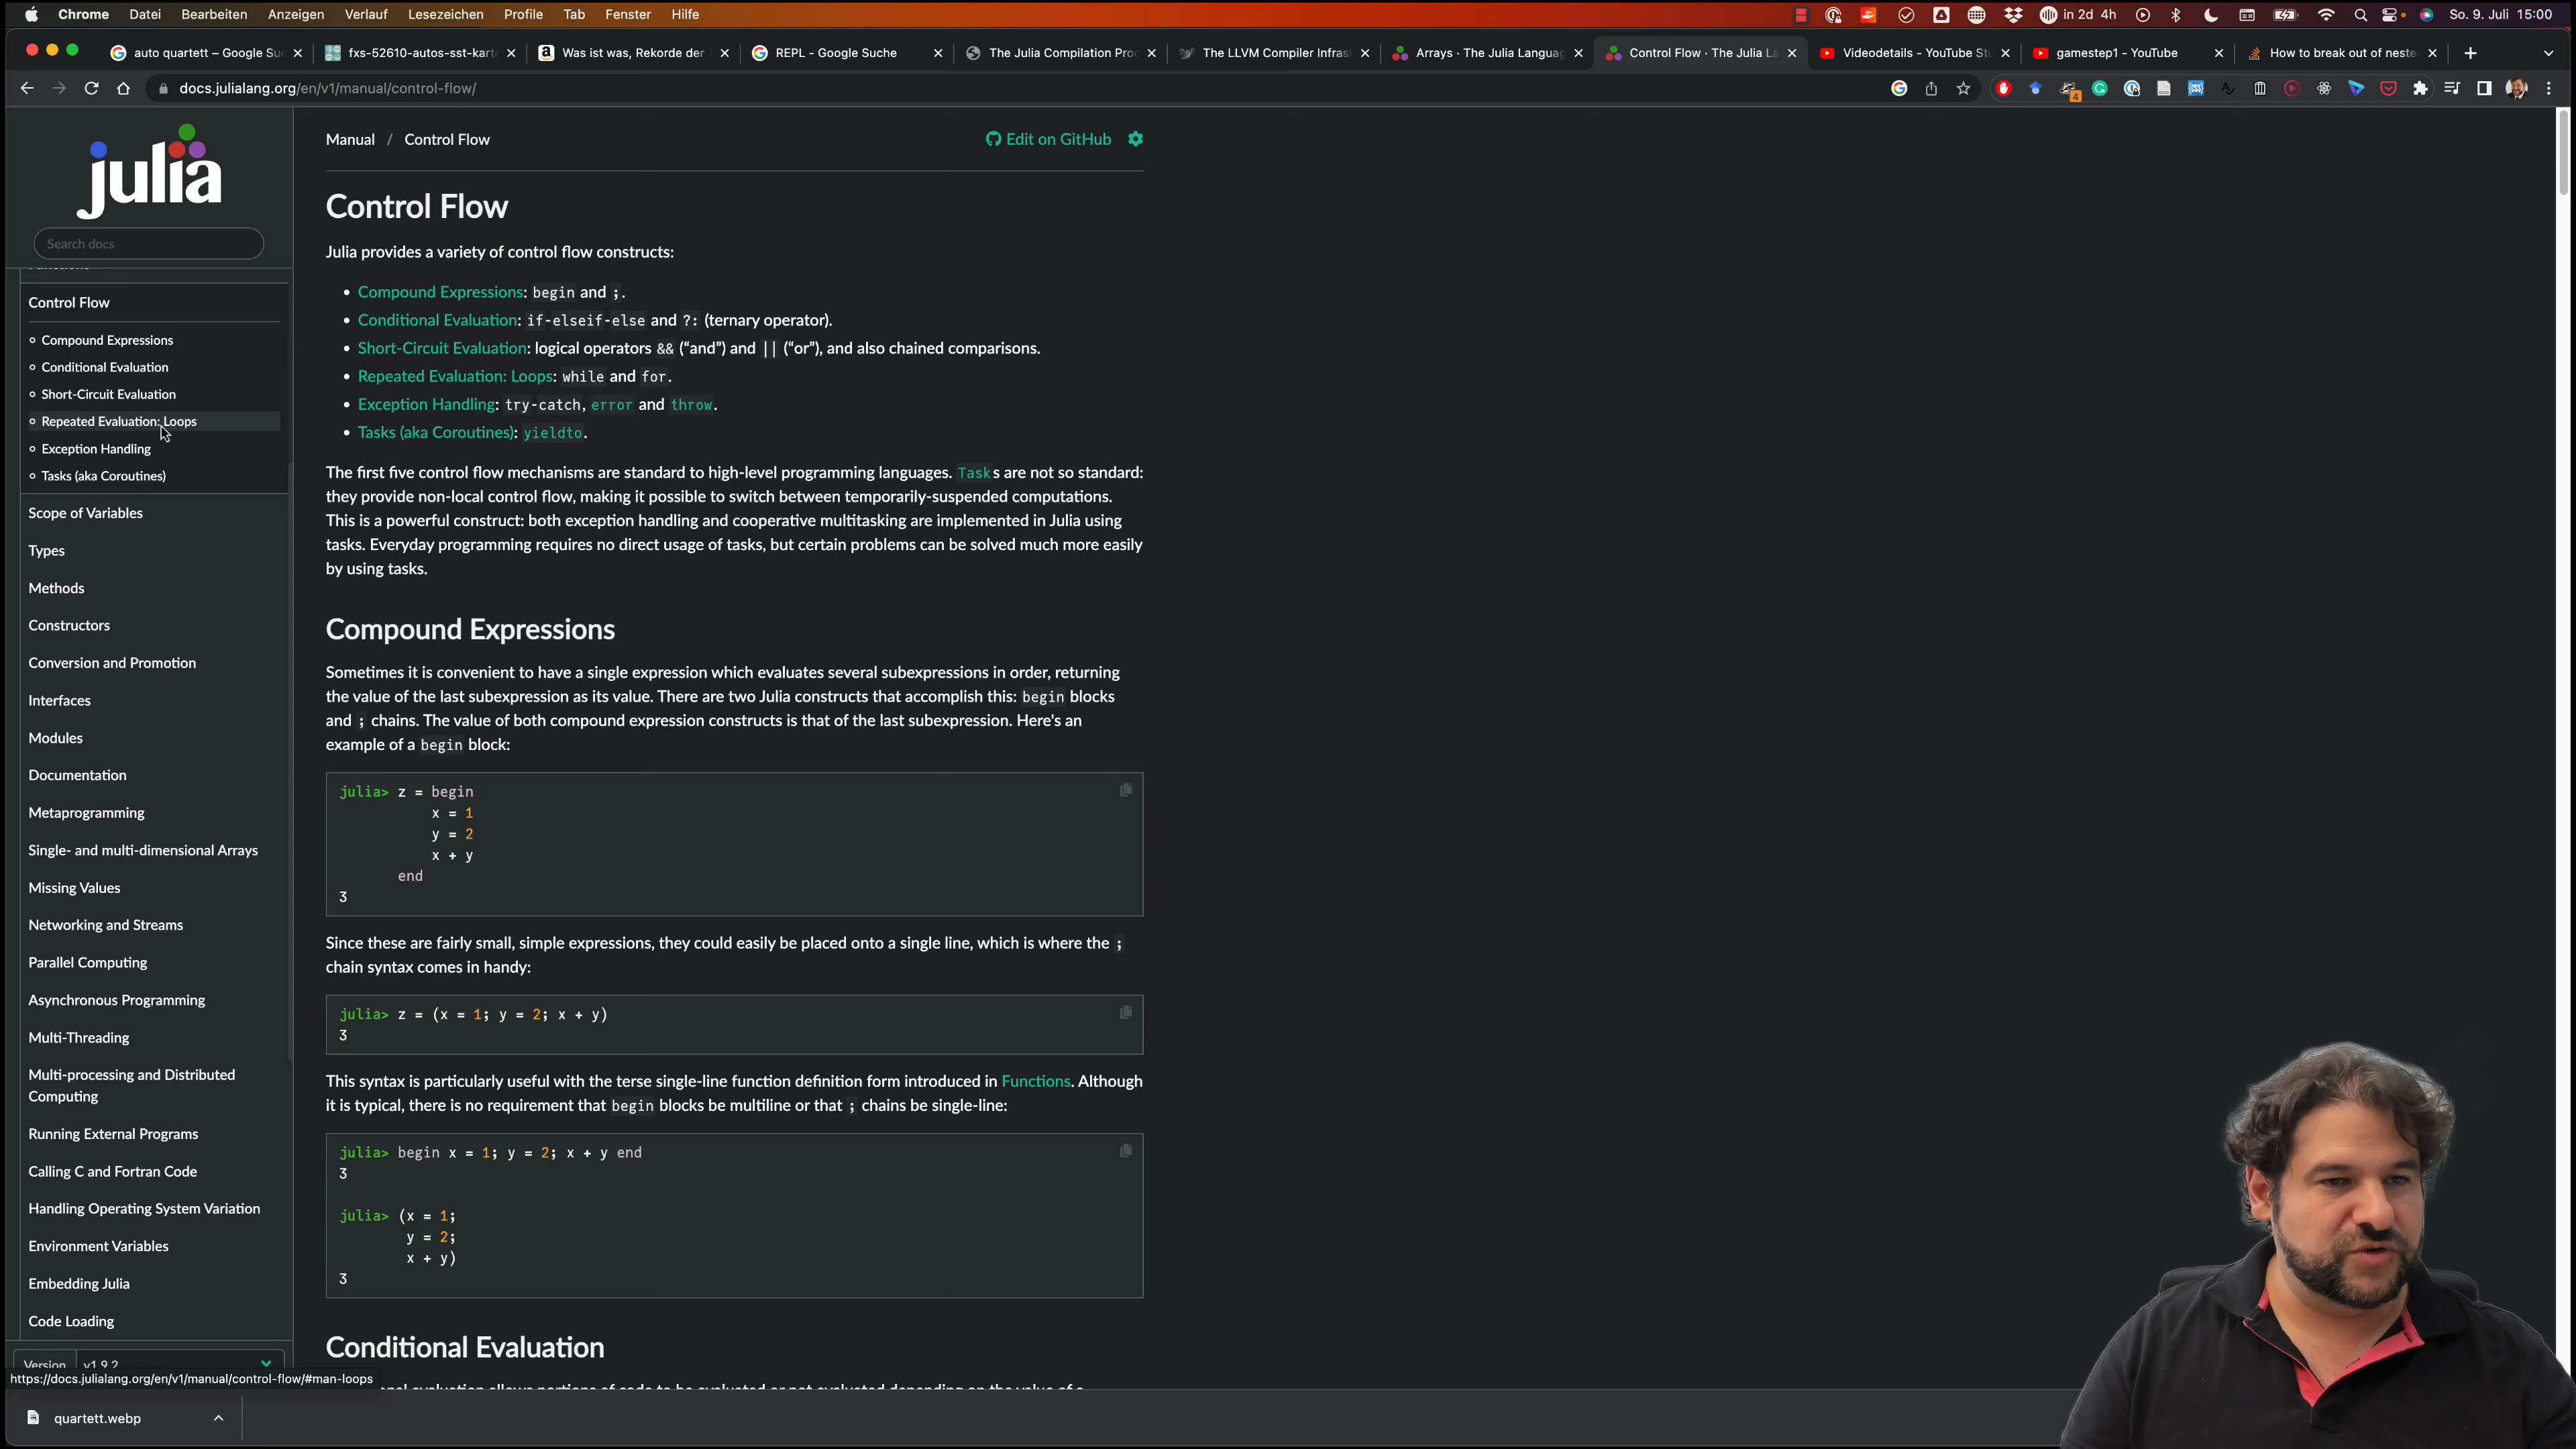 Chrome Datei Bearbeiten Anzeigen Verlauf Lesezeichen Profile Tab Fenster Hilfe in 2d 4h So. 9. Juli 15:00
auto quartett – Google Su fxs-52610-autos-sst-karte Was ist was, Rekorde der REPL - Google Suche The Julia Compilation Proc The LLVM Compiler Infrast Arrays · The Julia Languag Control Flow · The Julia La Videodetails – YouTube Stu gamestep1 - YouTube How to break out of neste
docs.julialang.org/en/v1/manual/control-flow/
4
julia
Search docs
Control Flow
Compound Expressions
Conditional Evaluation
Short-Circuit Evaluation
Repeated Evaluation: Loops
Exception Handling
Tasks (aka Coroutines)
Scope of Variables
Types
Methods
Constructors
Conversion and Promotion
Interfaces
Modules
Documentation
Metaprogramming
Single- and multi-dimensional Arrays
Missing Values
Networking and Streams
Parallel Computing
Asynchronous Programming
Multi-Threading
Multi-processing and Distributed
Computing
Running External Programs
Calling C and Fortran Code
Handling Operating System Variation
Environment Variables
Embedding Julia
Code Loading
Version v1.9.2
https://docs.julialang.org/en/v1/manual/control-flow/#man-loops
Manual / Control Flow Edit on GitHub
Control Flow
Julia provides a variety of control flow constructs:
Compound Expressions: begin and ;.
Conditional Evaluation: if-elseif-else and ?: (ternary operator).
Short-Circuit Evaluation: logical operators && (“and”) and || (“or”), and also chained comparisons.
Repeated Evaluation: Loops: while and for.
Exception Handling: try-catch, error and throw.
Tasks (aka Coroutines): yieldto.
The first five control flow mechanisms are standard to high-level programming languages. Tasks are not so standard:
they provide non-local control flow, making it possible to switch between temporarily-suspended computations.
This is a powerful construct: both exception handling and cooperative multitasking are implemented in Julia using
tasks. Everyday programming requires no direct usage of tasks, but certain problems can be solved much more easily
by using tasks.
Compound Expressions
Sometimes it is convenient to have a single expression which evaluates several subexpressions in order, returning
the value of the last subexpression as its value. There are two Julia constructs that accomplish this: begin blocks
and ; chains. The value of both compound expression constructs is that of the last subexpression. Here's an
example of a begin block:
julia> z = begin
x = 1
y = 2
x + y
end
3
Since these are fairly small, simple expressions, they could easily be placed onto a single line, which is where the ;
chain syntax comes in handy:
julia> z = (x = 1; y = 2; x + y)
3
This syntax is particularly useful with the terse single-line function definition form introduced in Functions. Although
it is typical, there is no requirement that begin blocks be multiline or that ; chains be single-line:
julia> begin x = 1; y = 2; x + y end
3
julia> (x = 1;
y = 2;
x + y)
3
Conditional Evaluation
quartett.webp